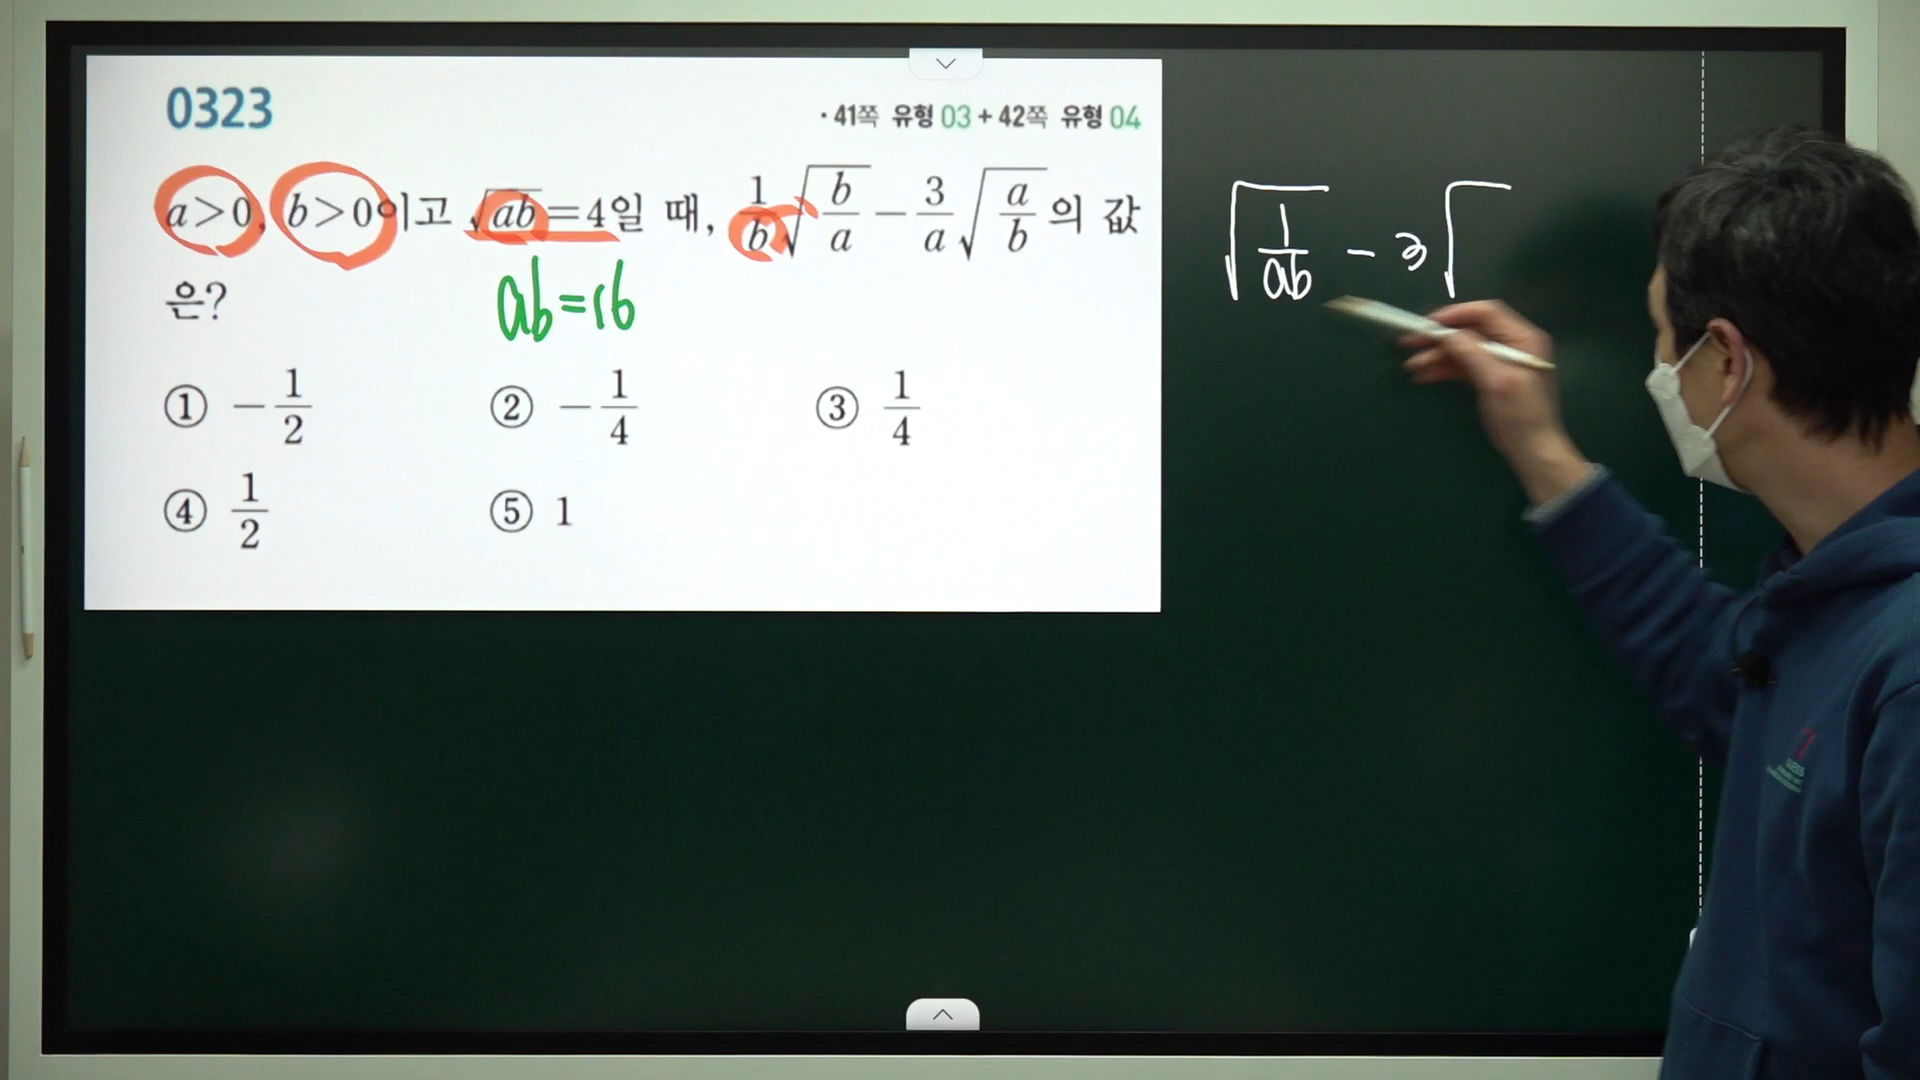 0323
· 41쪽 유형 03 + 42쪽 유형 04
a>0, b>0이고 √ab=4일 때, 1/b √(b/a) − 3/a √(a/b)의 값
은?
ab=16
① −1/2 ② −1/4 ③ 1/4
④ 1/2 ⑤ 1
√(1/ab) − 3√